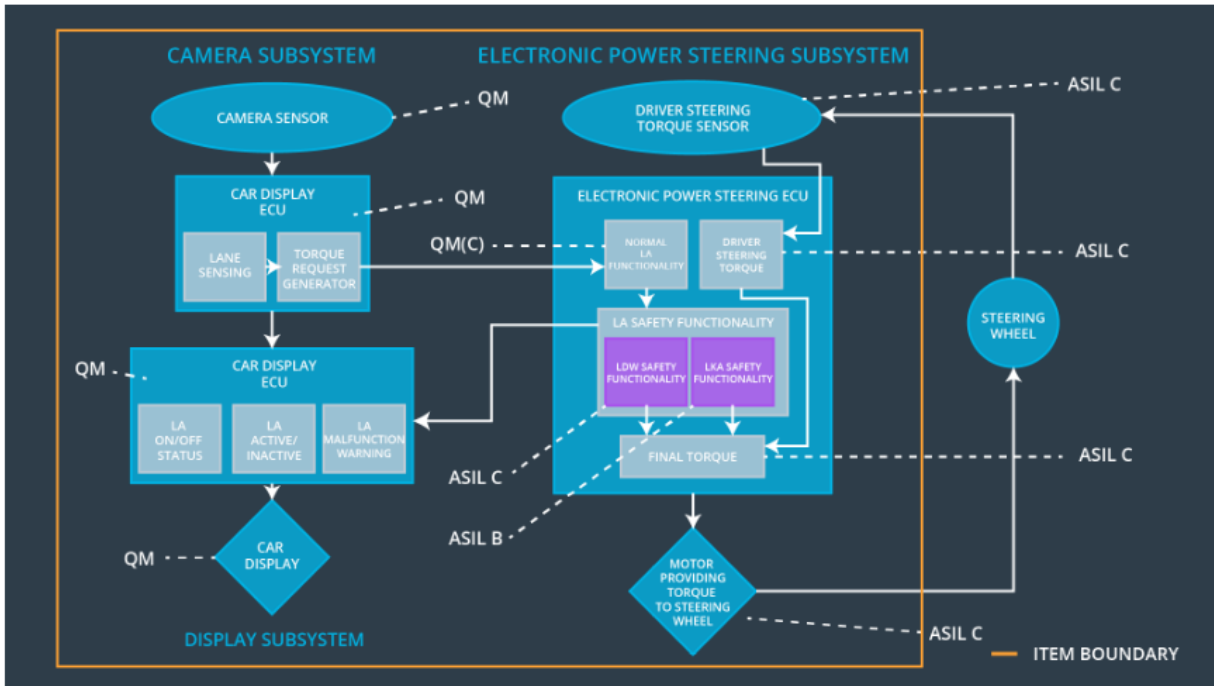 CAMERA SUBSYSTEM
ELECTRONIC POWER STEERING SUBSYSTEM
CAMERA SENSOR
QM
DRIVER STEERING
TORQUE SENSOR
ASIL C
CAR DISPLAY
ECU
QM
LANE
SENSING
TORQUE
REQUEST
GENERATOR
ELECTRONIC POWER STEERING ECU
QM(C)
NORMAL
LA
FUNCTIONALITY
DRIVER
STEERING
TORQUE
ASIL C
LA SAFETY FUNCTIONALITY
LDW SAFETY
FUNCTIONALITY
LKA SAFETY
FUNCTIONALITY
STEERING
WHEEL
CAR DISPLAY
ECU
QM
LA
ON/OFF
STATUS
LA
ACTIVE/
INACTIVE
LA
MALFUNCTION
WARNING
FINAL TORQUE
ASIL C
ASIL C
ASIL B
CAR
DISPLAY
QM
MOTOR
PROVIDING
TORQUE
TO STEERING
WHEEL
ASIL C
DISPLAY SUBSYSTEM
ITEM BOUNDARY